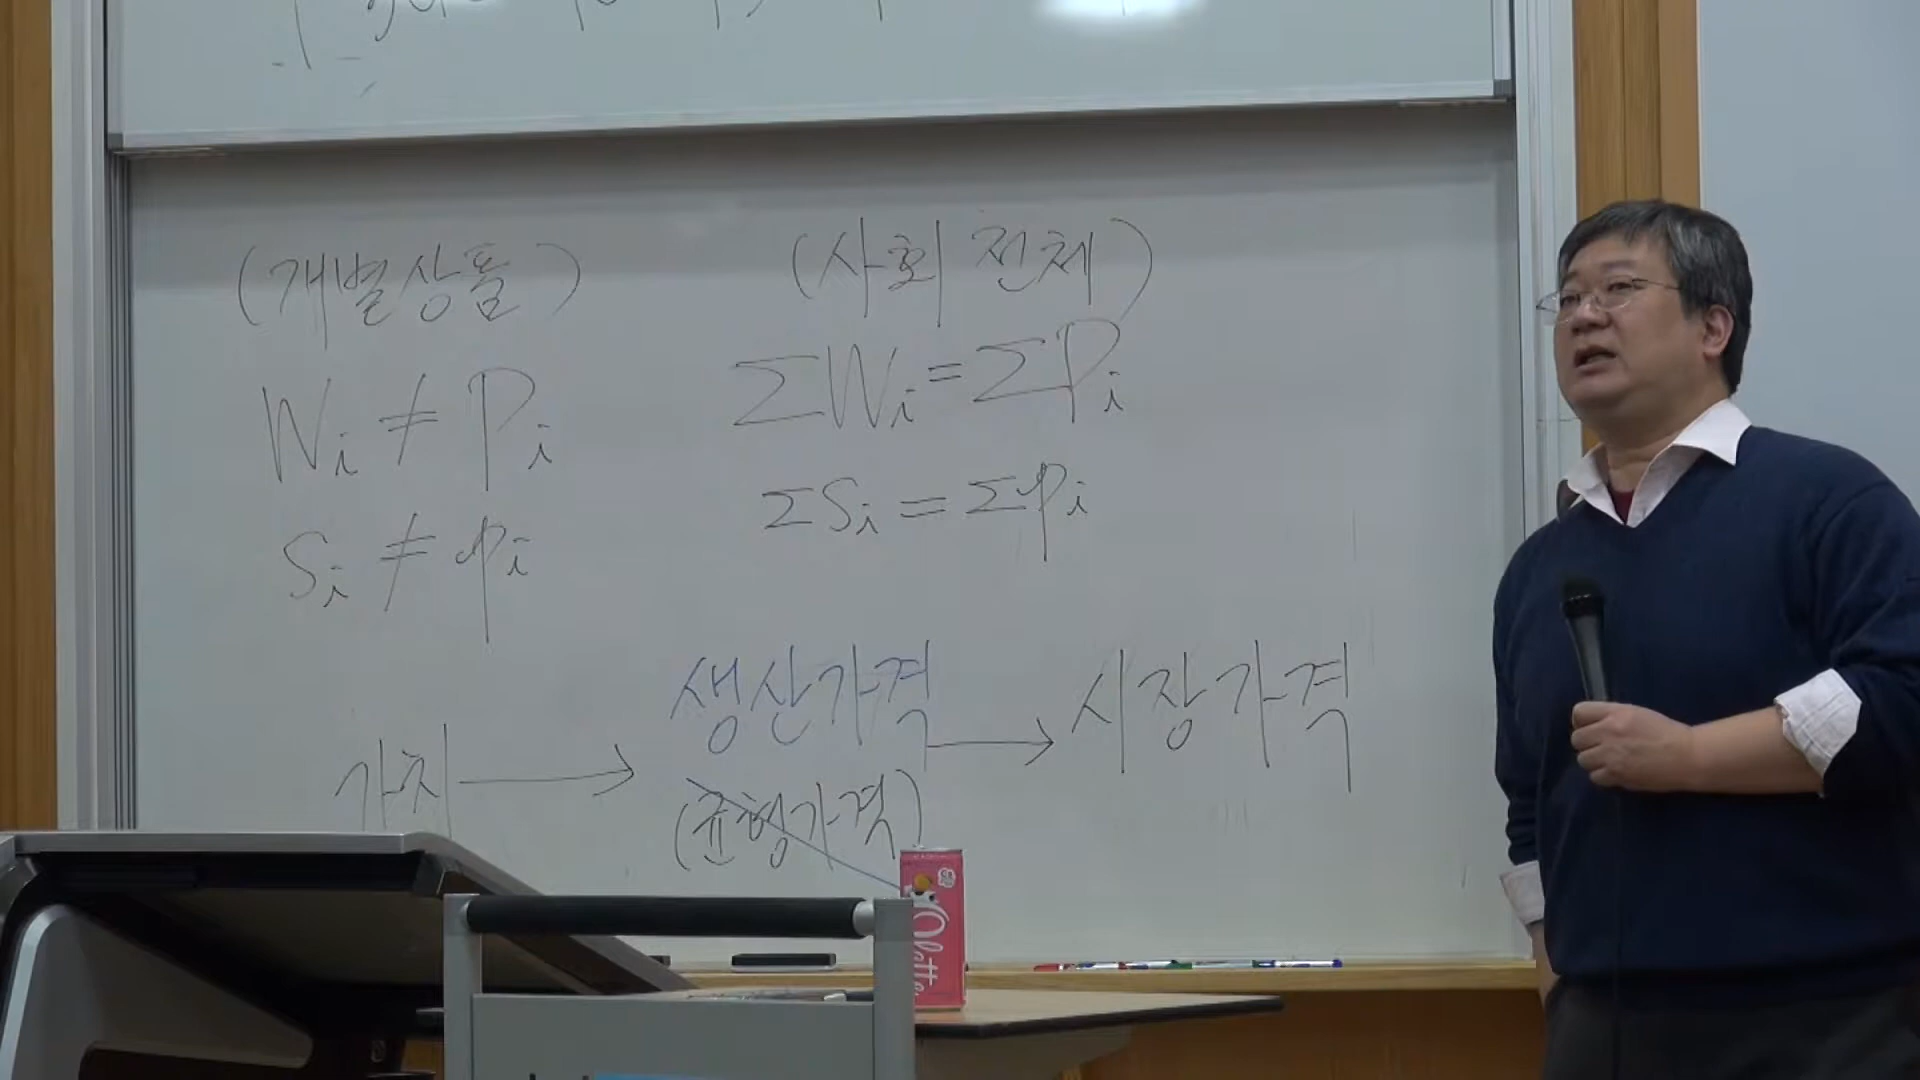 (개별상품)
(사회 전체)
Wi ≠ Pi
ΣWi = ΣPi
Si ≠ pi
ΣSi = Σpi
가치 → 생산가격 → 시장가격
(균형가격)